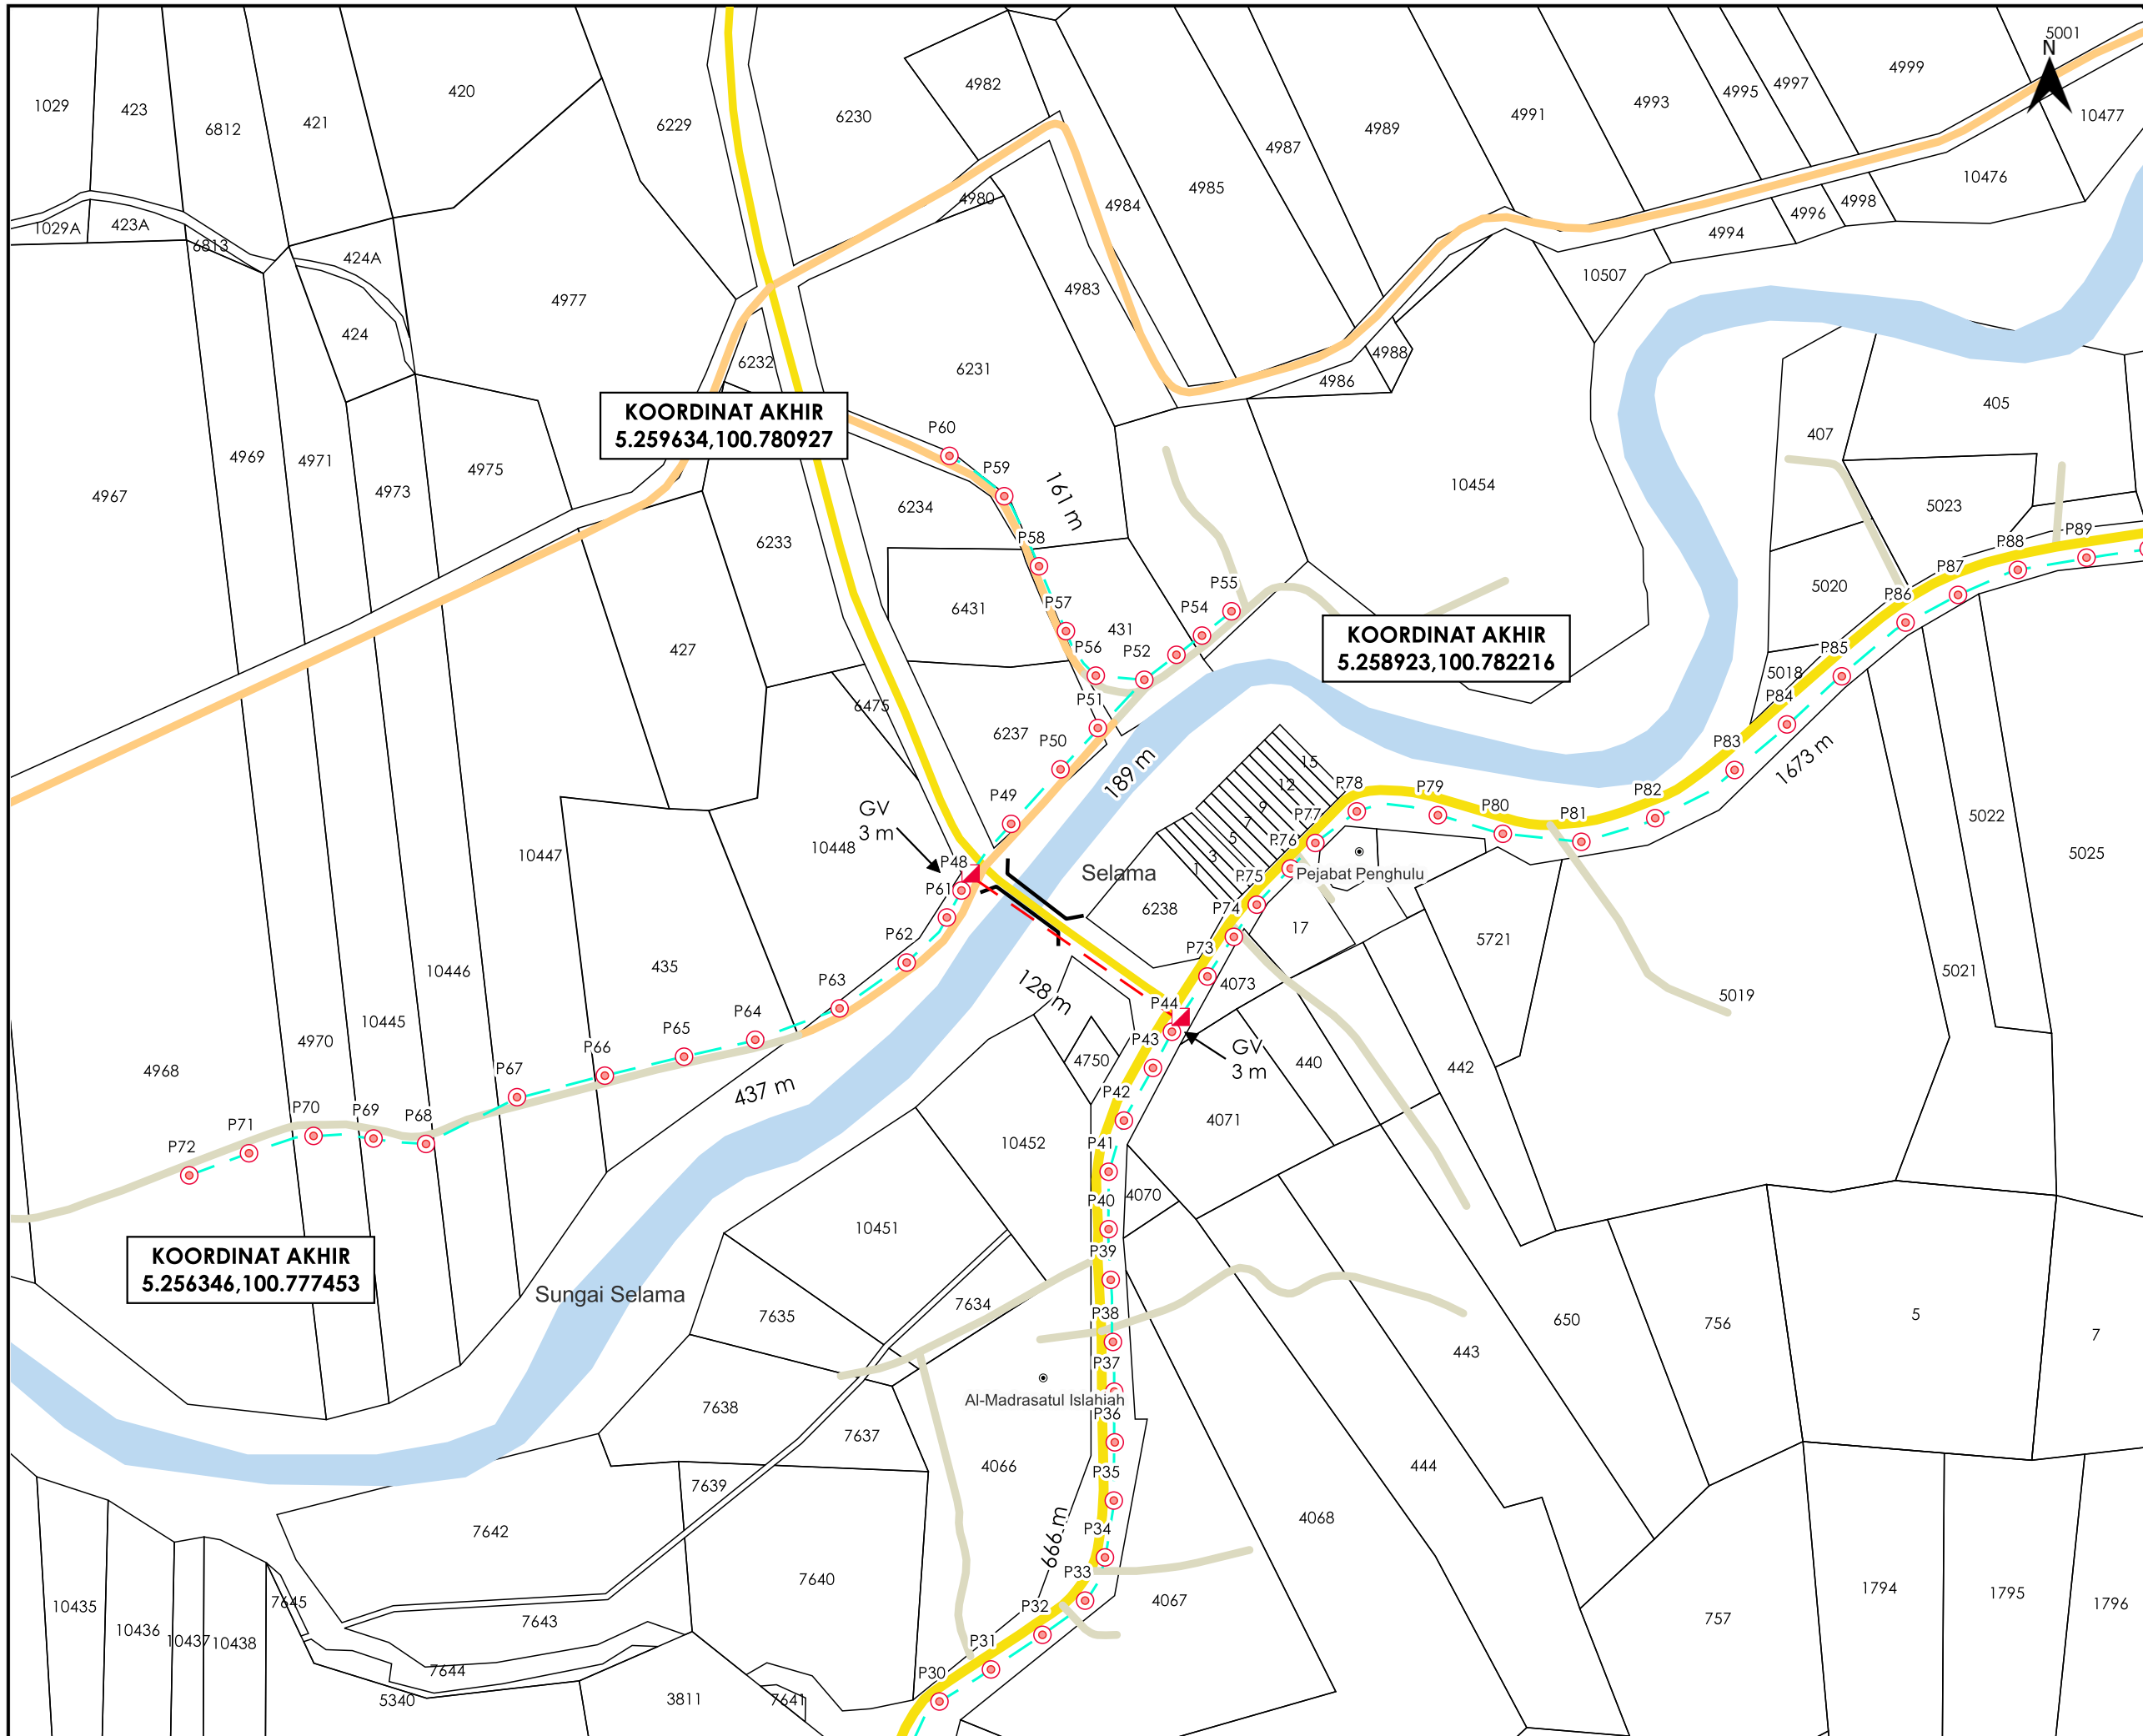 5001
N
1029
423
6812
421
420
6229
6230
4982
4987
4989
4991
4993
4995
4997
4999
10477
10476
4985
4984
4980
4998
4996
4994
1029A
423A
6813
424A
4977
4983
10507
424
6232
6231
4988
4986
405
407
KOORDINAT AKHIR
5.259634,100.780927
P60
P59
161 m
4967
4969
4971
4973
4975
6234
10454
5023
P58
6233
P89
P88
P87
P86
5020
6431
P57
431
P55
P54
P52
P56
P51
427
KOORDINAT AKHIR
5.258923,100.782216
P85
5018
P84
6475
6237
P50
189 m
P83
1673 m
15
12
9
7
5
3
1
P49
GV
3 m
P78
P79
P80
P81
P82
P77
P76
5022
5025
10447
10448
P48
Selama
Pejabat Penghulu
P61
P75
P74
6238
17
P62
P73
5721
435
10446
5021
4073
5019
P63
128 m
P44
10445
P64
P65
P66
P67
4970
4968
P43
GV
3 m
4750
440
442
437 m
P42
4071
P72
P71
P70
P69
P68
10452
P41
4070
P40
10451
P39
KOORDINAT AKHIR
5.256346,100.777453
Sungai Selama
7635
7634
P38
650
756
5
7
443
P37
Al-Madrasatul Islahiah
P36
7638
7637
4066
444
P35
7639
4068
7642
P34
666 m
P33
7640
4067
10435
10436
10437
10438
7645
7643
P32
757
1794
1795
1796
P31
7644
P30
5340
3811
7641